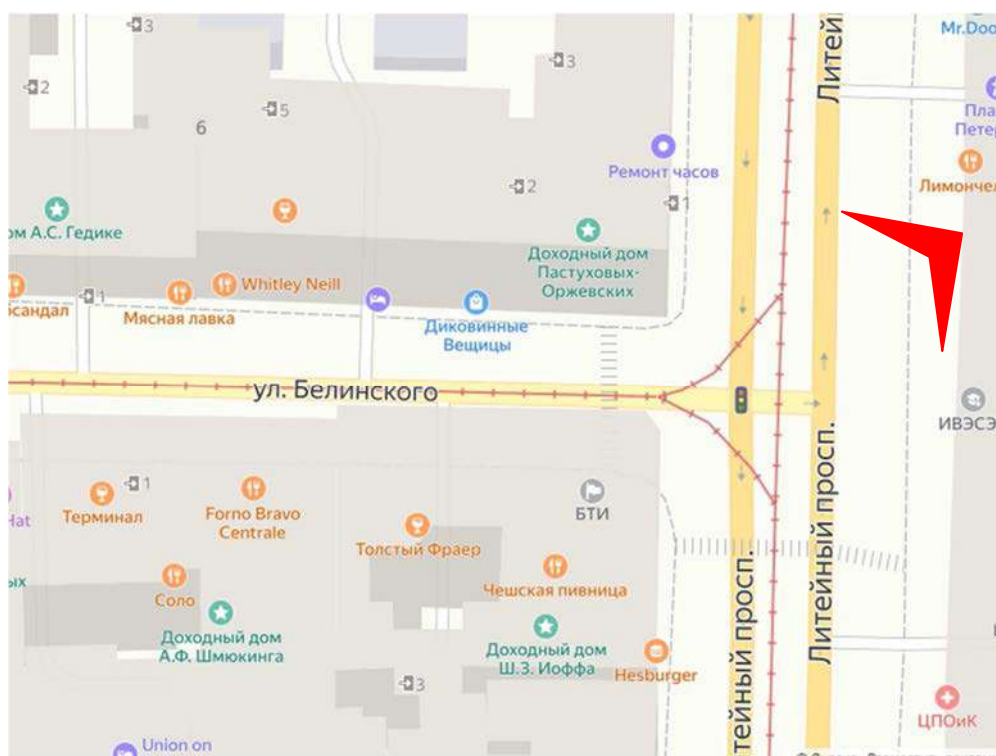 3
Mr.Doo
Литей
2
3
5
6
Пла
Петер
Ремонт часов
Лимончел
2
1
ом А.С. Гедике
Доходный дом
Пастуховых-
Оржевских
Whitley Neill
1
осандал
Мясная лавка
Диковинные
Вещицы
ул. Белинского
ИВЭСЭ
Литейный просп.
1
Терминал
Forno Bravo
Centrale
БТИ
Hat
Толстый Фраер
ых
Соло
Чешская пивница
тейный просп.
Доходный дом
А.Ф. Шмюкинга
Доходный дом
Ш.З. Иоффа
Hesburger
3
ЦПОиК
Union on